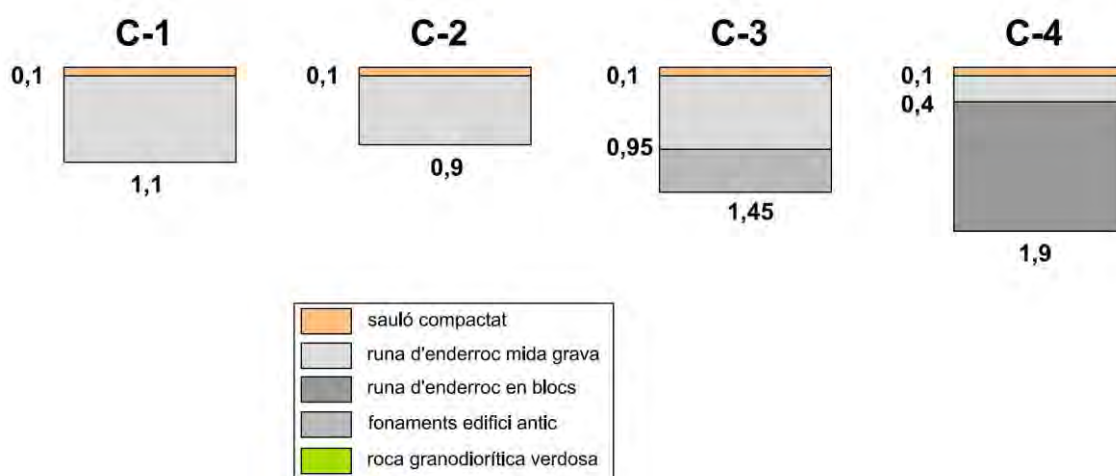 C-1 C-2 C-3 C-4
0,1 0,1 0,1 0,1
0,4
0,95
1,1 0,9
1,45
1,9
sauló compactat
runa d'enderroc mida grava
runa d'enderroc en blocs
fonaments edifici antic
roca granodiorítica verdosa